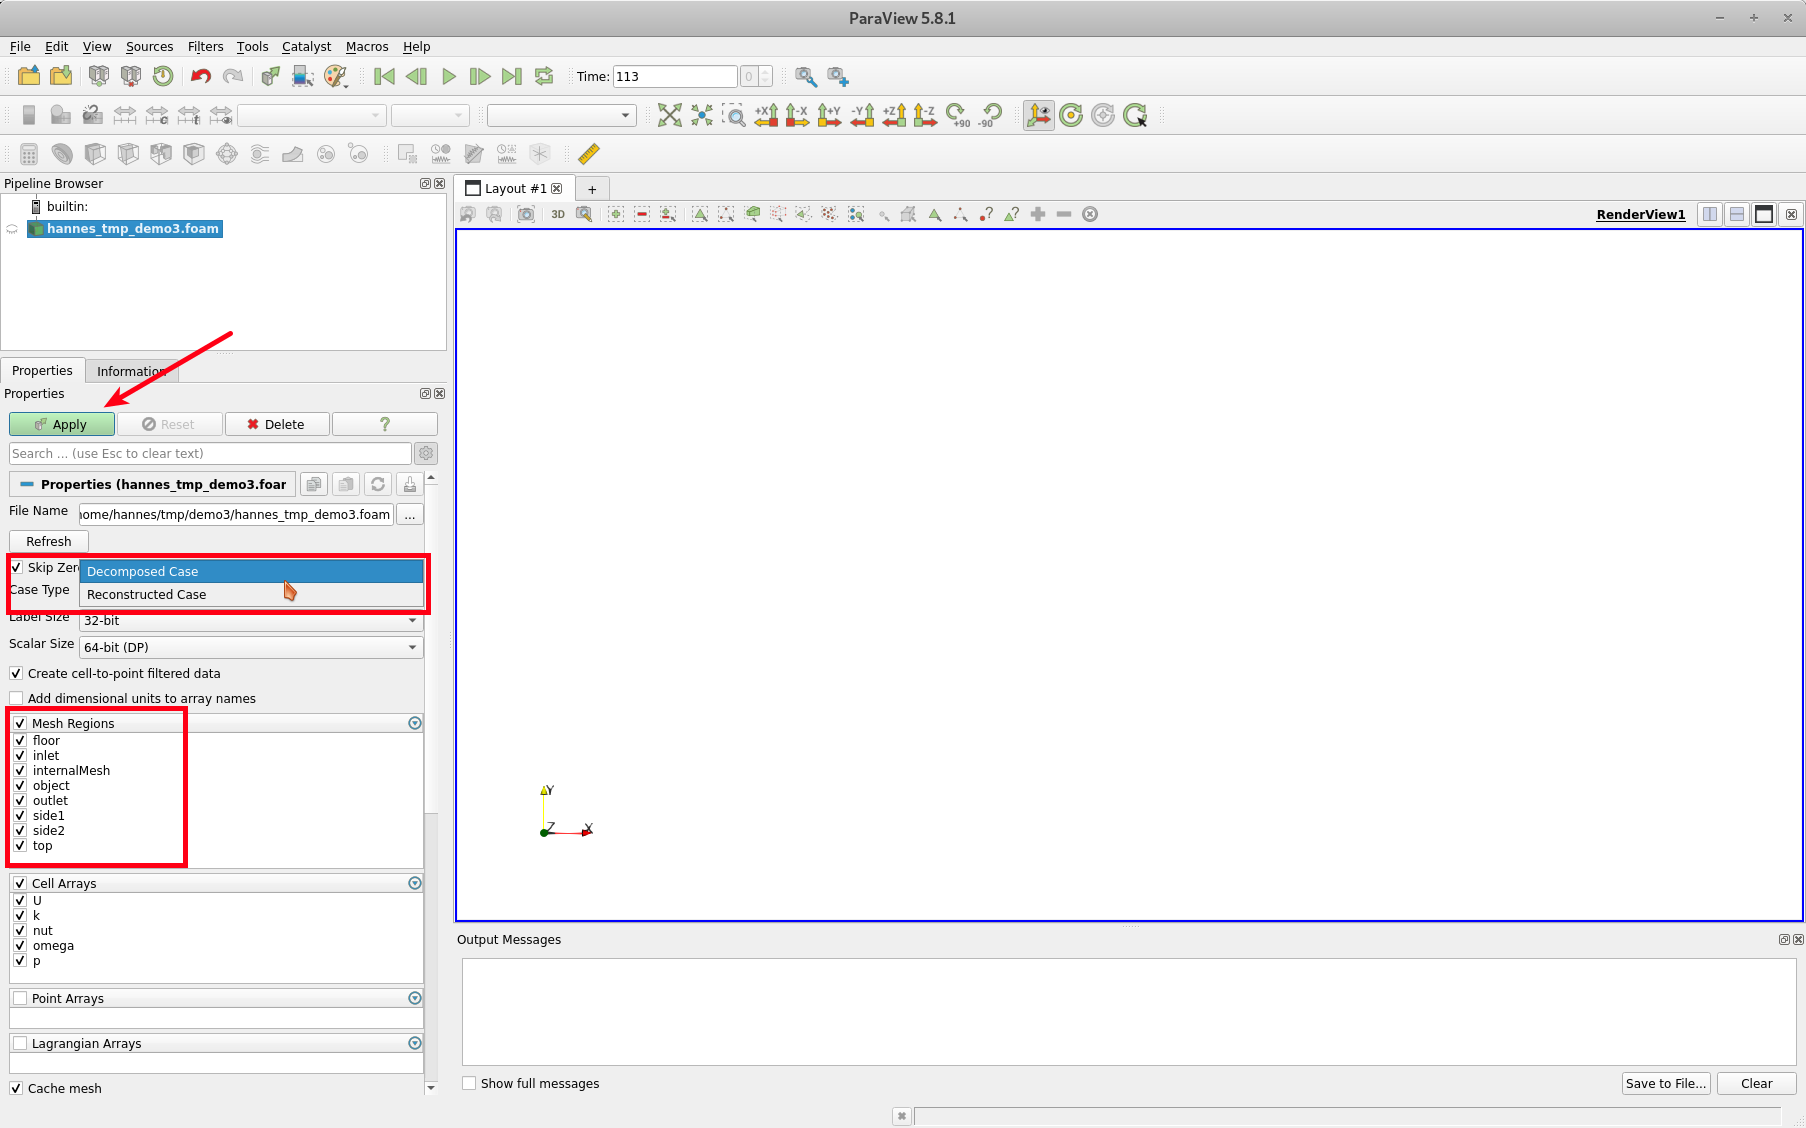 ParaView 5.8.1
File Edit View Sources Filters Tools Catalyst Macros Help
Time: 113 0
+X -X +Y -Y +Z -Z +90 -90
Pipeline Browser
builtin:
hannes_tmp_demo3.foam
Layout #1 +
3D
RenderView1
Properties Information
Properties
Apply Reset Delete ?
Search ... (use Esc to clear text)
Properties (hannes_tmp_demo3.foar
File Name home/hannes/tmp/demo3/hannes_tmp_demo3.foam ...
Refresh
Skip Zero
Decomposed Case
Case Type
Reconstructed Case
Label Size 32-bit
Scalar Size 64-bit (DP)
Create cell-to-point filtered data
Add dimensional units to array names
Mesh Regions
floor
inlet
internalMesh
object
outlet
side1
side2
top
Cell Arrays
U
k
nut
omega
p
Point Arrays
Lagrangian Arrays
Cache mesh
Y
Z X
Output Messages
Show full messages
Save to File... Clear